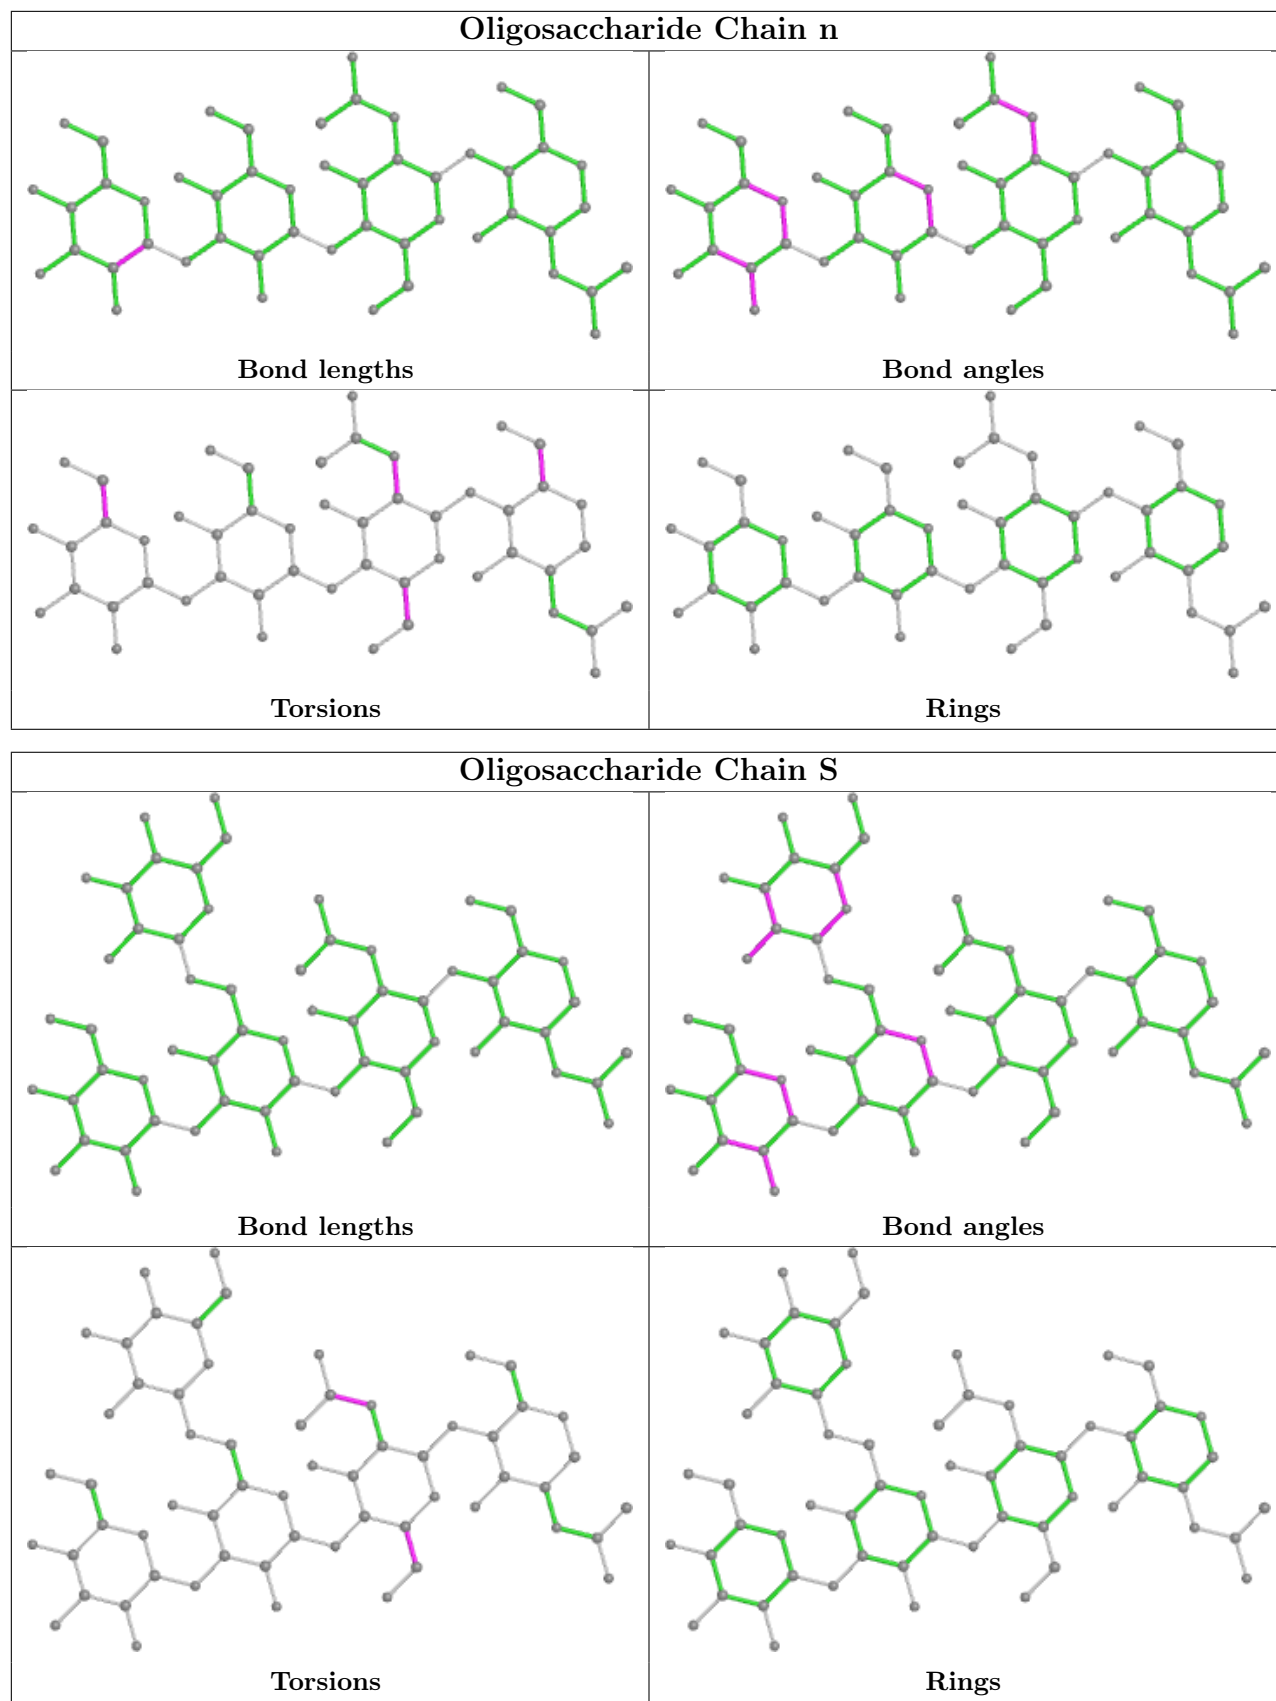 Oligosaccharide Chain n
Bond lengths
Bond angles
Torsions
Rings
Oligosaccharide Chain S
Bond lengths
Bond angles
Torsions
Rings